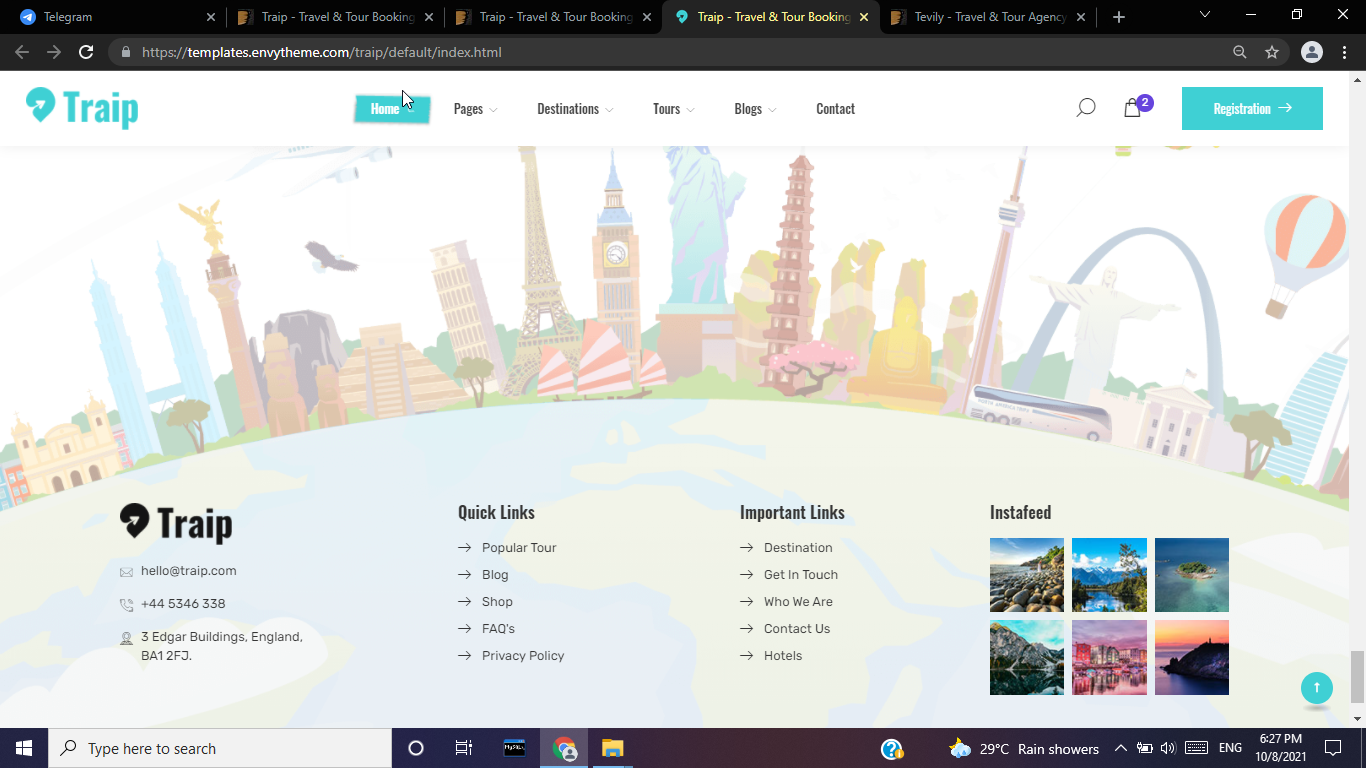 Telegram
Traip - Travel & Tour Booking
Traip - Travel & Tour Booking
Traip - Travel & Tour Booking
Tevily - Travel & Tour Agency
https://templates.envytheme.com/traip/default/index.html
Traip
Home
Pages
Destinations
Tours
Blogs
Contact
2
Registration
Traip
hello@traip.com
+44 5346 338
3 Edgar Buildings, England,
BA1 2FJ.
Quick Links
Popular Tour
Blog
Shop
FAQ's
Privacy Policy
Important Links
Destination
Get In Touch
Who We Are
Contact Us
Hotels
Instafeed
Type here to search
MySQL
29°C Rain showers
ENG
6:27 PM
10/8/2021